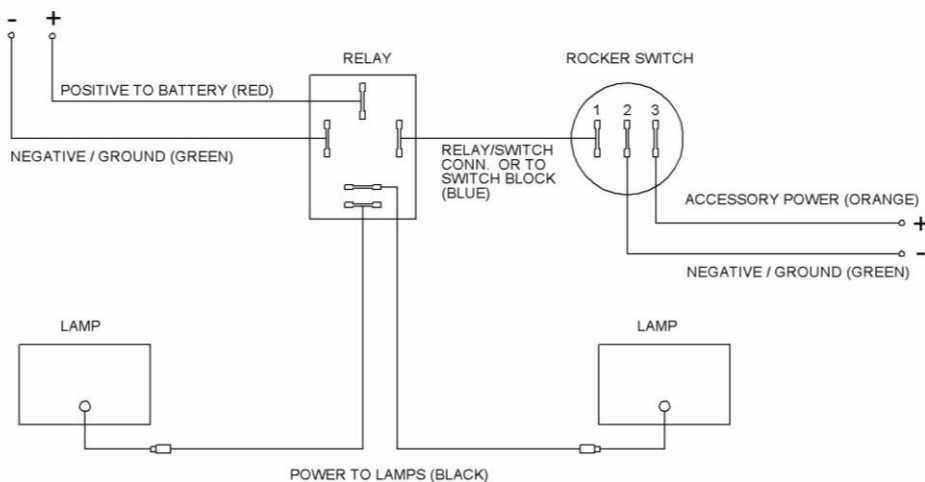 - +
RELAY
ROCKER SWITCH
POSITIVE TO BATTERY (RED)
1 2 3
NEGATIVE / GROUND (GREEN)
RELAY/SWITCH
CONN. OR TO
SWITCH BLOCK
(BLUE)
ACCESSORY POWER (ORANGE)
+
-
NEGATIVE / GROUND (GREEN)
LAMP
LAMP
POWER TO LAMPS (BLACK)